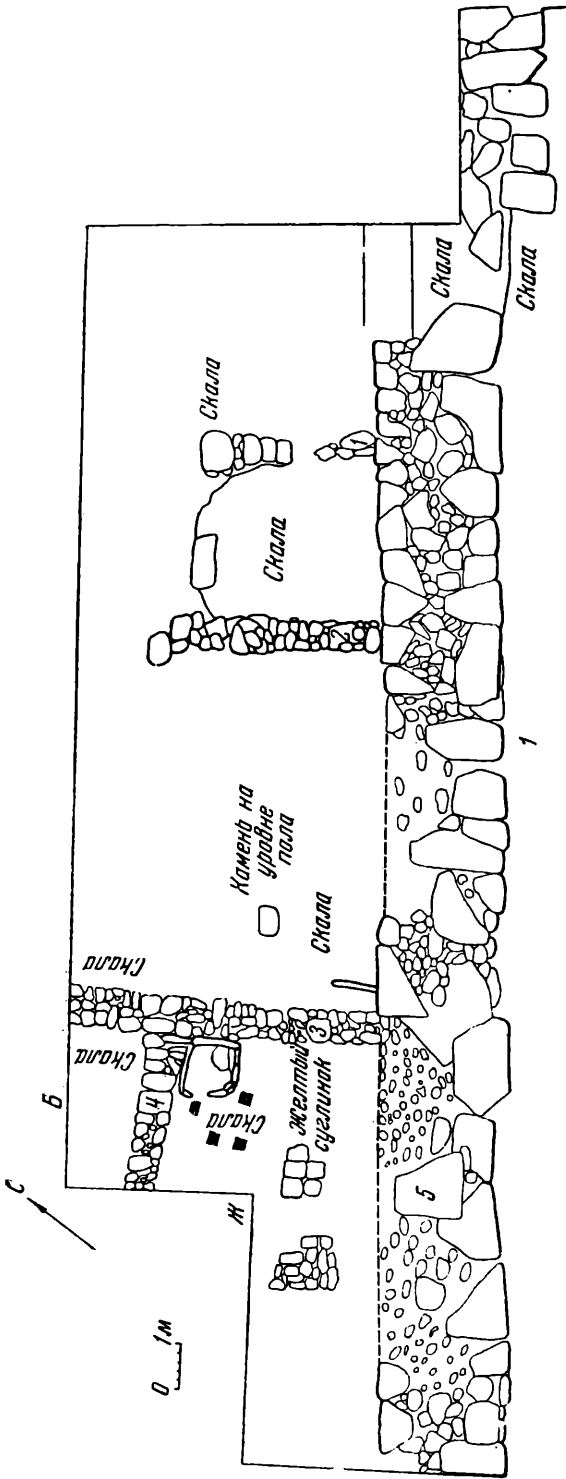 С
0 1м
Б
Ж
Скала
Скала
4
Скала
Желтый
суглинок
3
Камень на
уровне
пола
Скала
2
Скала
Скала
1
Скала
Скала
5
1